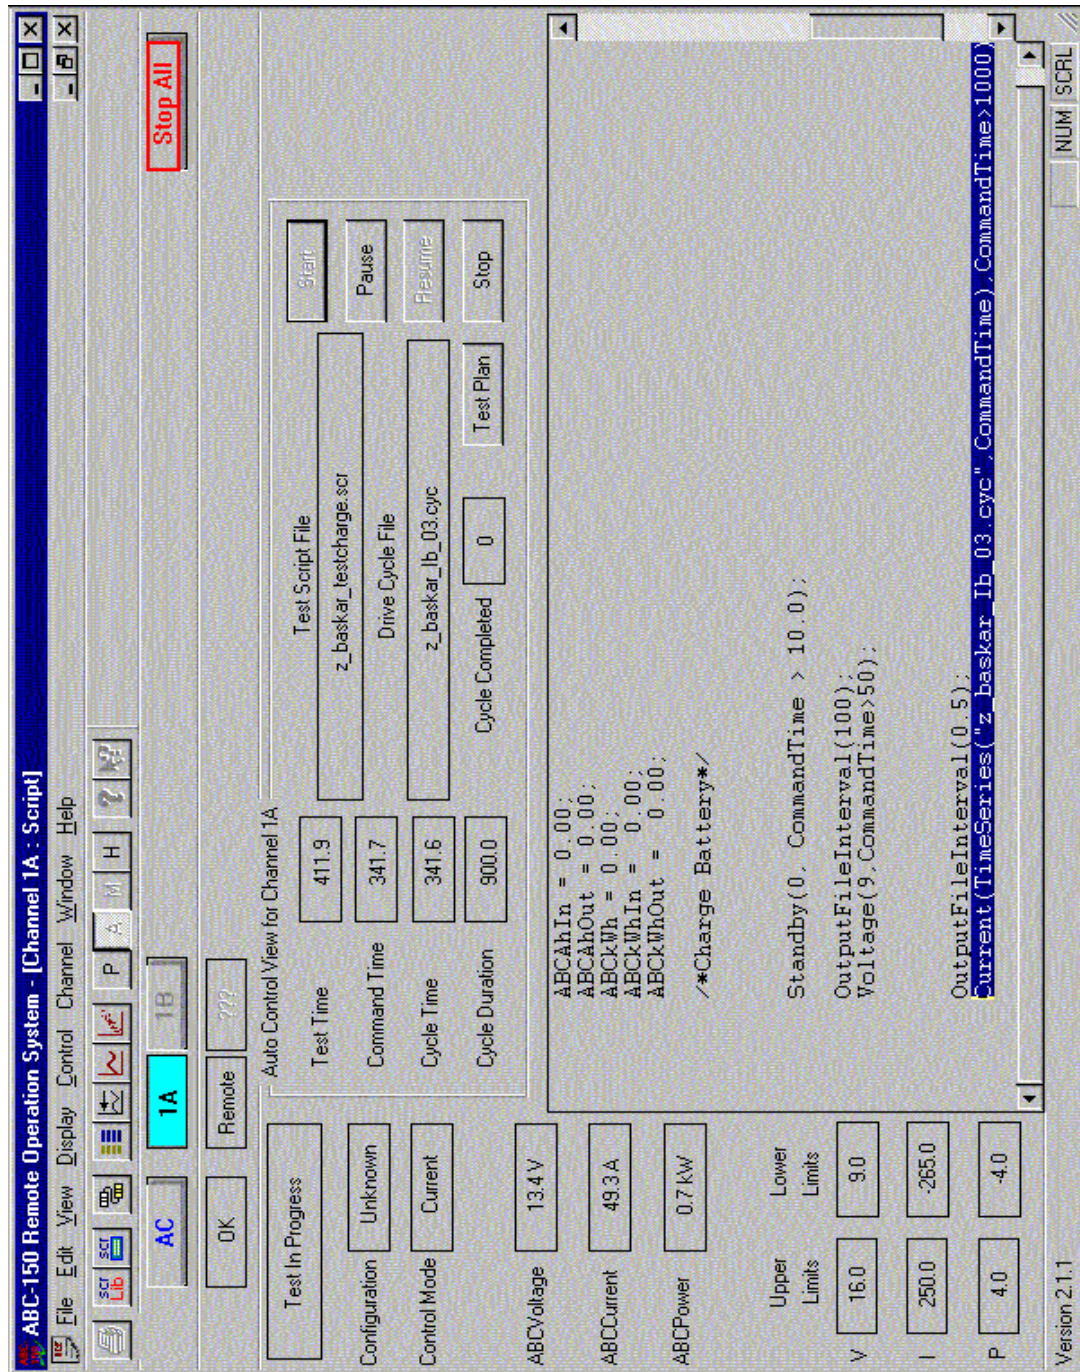 ABC-150 Remote Operation System - [Channel 1A : Script]
File Edit View Display Control Channel Window Help
scr Lib scr P A M H ?
AC 1A 1B Stop All
OK Remote ???
Test In Progress
Configuration Unknown
Control Mode Current
ABCVoltage 13.4 V
ABCCurrent 49.3 A
ABCPower 0.7 kW
Upper Limits Lower Limits
V 16.0 9.0
I 250.0 -265.0
P 4.0 -4.0
Auto Control View for Channel 1A
Test Time 411.9
Command Time 341.7
Cycle Time 341.6
Cycle Duration 900.0
Test Script File
z_baskar_testcharge.scr
Drive Cycle File
z_baskar_Ib_03.cyc
Cycle Completed 0 Test Plan
Start
Pause
Resume
Stop
ABCAhIn = 0.00;
ABCAhOut = 0.00;
ABCkWh = 0.00;
ABCkWhIn = 0.00;
ABCkWhOut = 0.00;
/*Charge Battery*/
Standby(0, CommandTime > 10.0);
OutputFileInterval(100);
Voltage(9,CommandTime>50);
OutputFileInterval(0.5);
Current(TimeSeries("z_baskar_Ib_03.cyc",CommandTime),CommandTime>1000)
Version 2.1.1 NUM SCRL